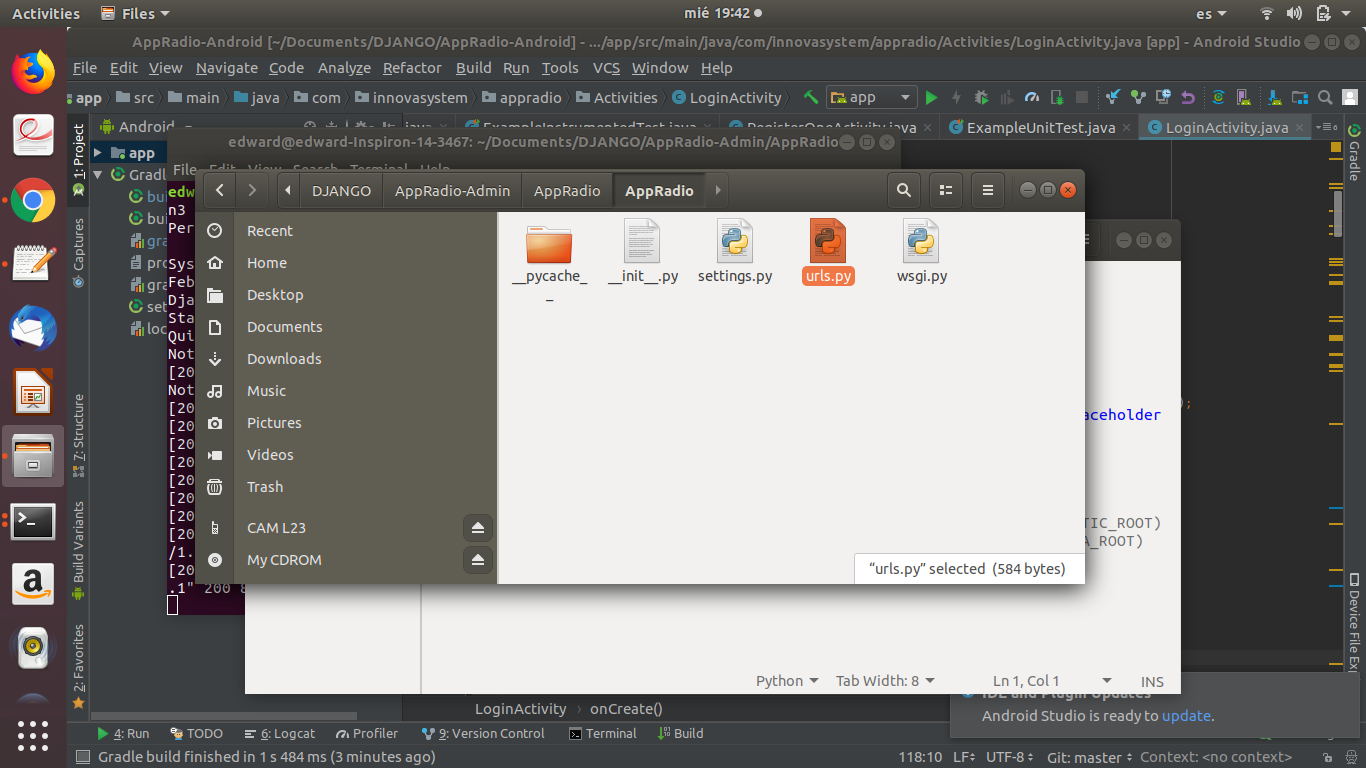 Activities Files mié 19:42 es
AppRadio-Android [~/Documents/DJANGO/AppRadio-Android] - .../app/src/main/java/com/innovasystem/appradio/Activities/LoginActivity.java [app] - Android Studio
File Edit View Navigate Code Analyze Refactor Build Run Tools VCS Window Help
app src main java com innovasystem appradio Activities LoginActivity app
Android ExampleInstrumentedTest.java RegisterOneActivity.java ExampleUnitTest.java LoginActivity.java
edward@edward-Inspiron-14-3467: ~/Documents/DJANGO/AppRadio-Admin/AppRadio
File Edit View Search Terminal Help
1: Project
Captures
7: Structure
Build Variants
2: Favorites
app
Gradl
bui
bui
gra
pro
gra
set
loc
edw
n3
Per
Sys
Feb
Dja
Sta
Qui
Not
[20
Not
[20
[20
[20
[20
[20
[20
[20
[20
/1.
[20
.1" 200 8
DJANGO AppRadio-Admin AppRadio AppRadio
Recent
Home
Desktop
Documents
Downloads
Music
Pictures
Videos
Trash
CAM L23
My CDROM
__pycache_
_
__init__.py
settings.py
urls.py
wsgi.py
“urls.py” selected (584 bytes)
);
aceholder
TIC_ROOT)
A_ROOT)
Python Tab Width: 8 Ln 1, Col 1 INS
Gradle
Device File Exp
IDE and Plugin Updates
Android Studio is ready to update.
LoginActivity onCreate()
4: Run TODO 6: Logcat Profiler 9: Version Control Terminal Build
Gradle build finished in 1 s 484 ms (3 minutes ago) 118:10 LF UTF-8 Git: master Context: <no context>